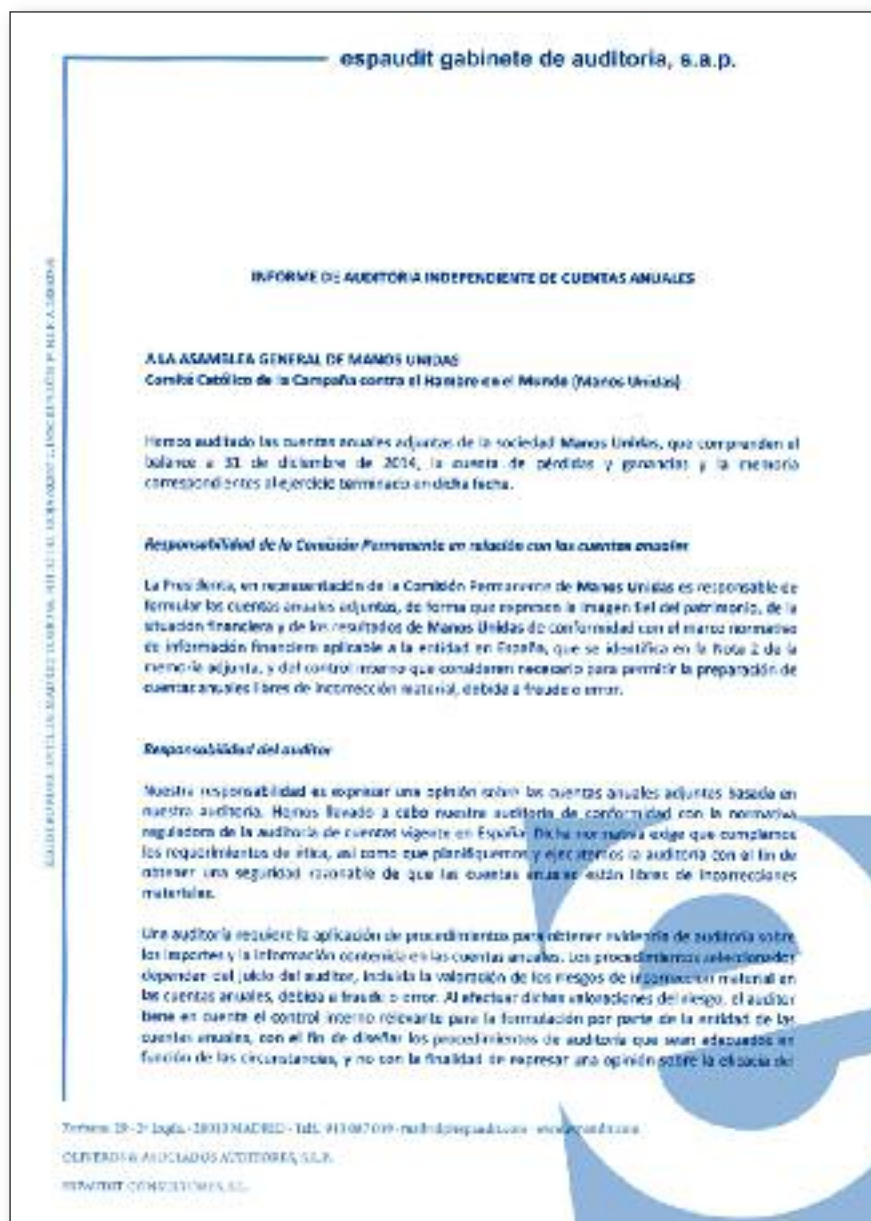 espaudit gabinete de auditoria, s.a.p.
INFORME DE AUDITORIA INDEPENDIENTE DE CUENTAS ANUALES
A LA ASAMBLEA GENERAL DE MANOS UNIDAS
Comité Católico de la Campaña contra el Hambre en el Mundo (Manos Unidas)
Hemos auditado las cuentas anuales adjuntas de la sociedad Manos Unidas, que comprenden el
balance a 31 de diciembre de 2014, la cuenta de pérdidas y ganancias y la memoria
correspondientes al ejercicio terminado en dicha fecha.
Responsabilidad de la Comisión Permanente en relación con las cuentas anuales
La Presidenta, en representación de la Comisión Permanente de Manos Unidas es responsable de
formular las cuentas anuales adjuntas, de forma que expresen la imagen fiel del patrimonio, de la
situación financiera y de los resultados de Manos Unidas de conformidad con el marco normativo
de información financiera aplicable a la entidad en España, que se identifica en la Nota 2 de la
memoria adjunta, y del control interno que consideren necesario para permitir la preparación de
cuentas anuales libres de incorrección material, debida a fraude o error.
Responsabilidad del auditor
Nuestra responsabilidad es expresar una opinión sobre las cuentas anuales adjuntas basada en
nuestra auditoría. Hemos llevado a cabo nuestra auditoría de conformidad con la normativa
reguladora de la auditoría de cuentas vigente en España. Dicha normativa exige que cumplamos
los requerimientos de ética, así como que planifiquemos y ejecutemos la auditoría con el fin de
obtener una seguridad razonable de que las cuentas anuales están libres de incorrecciones
materiales.
Una auditoría requiere la aplicación de procedimientos para obtener evidencia de auditoría sobre
los importes y la información contenida en las cuentas anuales. Los procedimientos seleccionados
dependen del juicio del auditor, incluida la valoración de los riesgos de incorrección material en
las cuentas anuales, debida a fraude o error. Al efectuar dichas valoraciones del riesgo, el auditor
tiene en cuenta el control interno relevante para la formulación por parte de la entidad de las
cuentas anuales, con el fin de diseñar los procedimientos de auditoría que sean adecuados en
función de las circunstancias, y no con la finalidad de expresar una opinión sobre la eficacia del
MADRID
OLIVEROS & ASOCIADOS AUDITORES, S.L.P.
ESPAUDIT CONSULTORES, S.L.